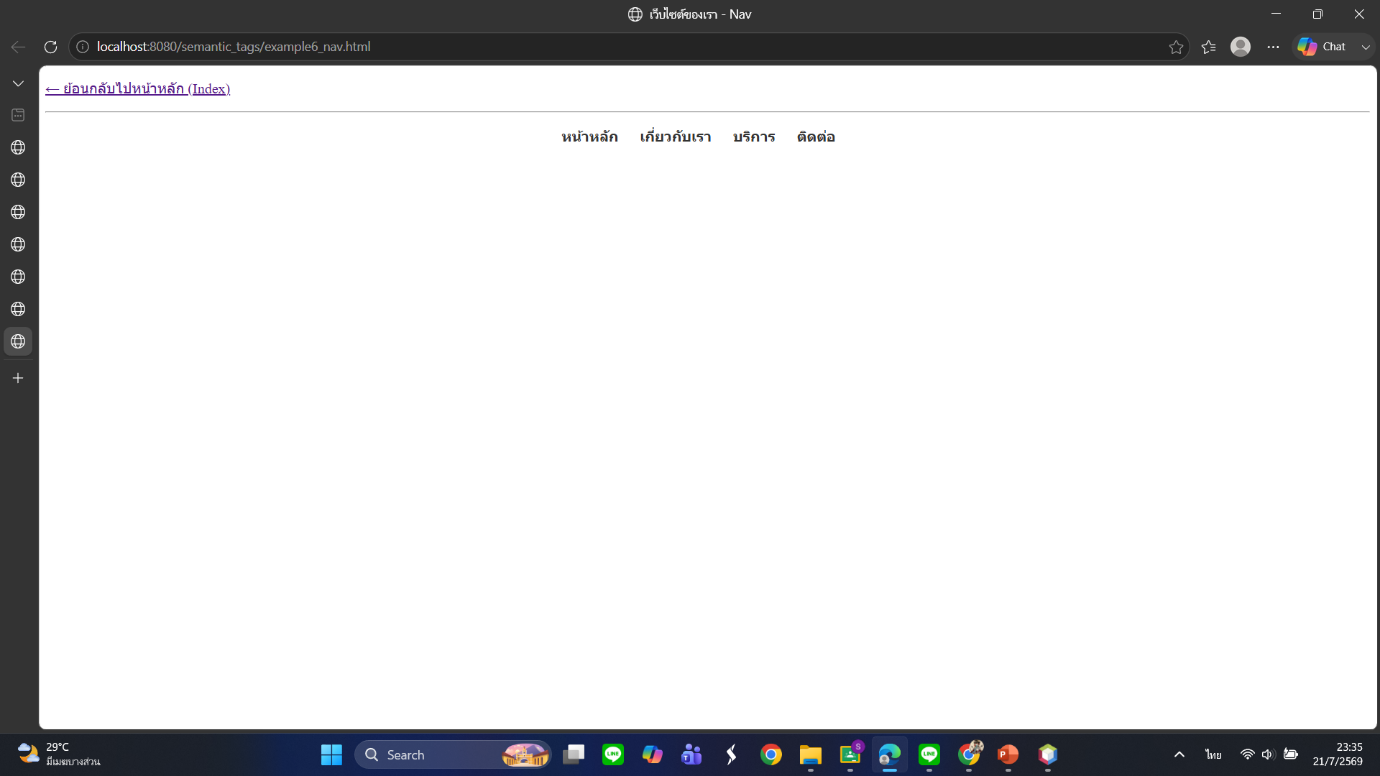 เว็บไซต์ของเรา - Nav
localhost:8080/semantic_tags/example6_nav.html
Chat
← ย้อนกลับไปหน้าหลัก (Index)
หน้าหลัก เกี่ยวกับเรา บริการ ติดต่อ
29°C
มีเมฆบางส่วน
Search
LINE
S
LINE
P
ไทย
23:35
21/7/2569